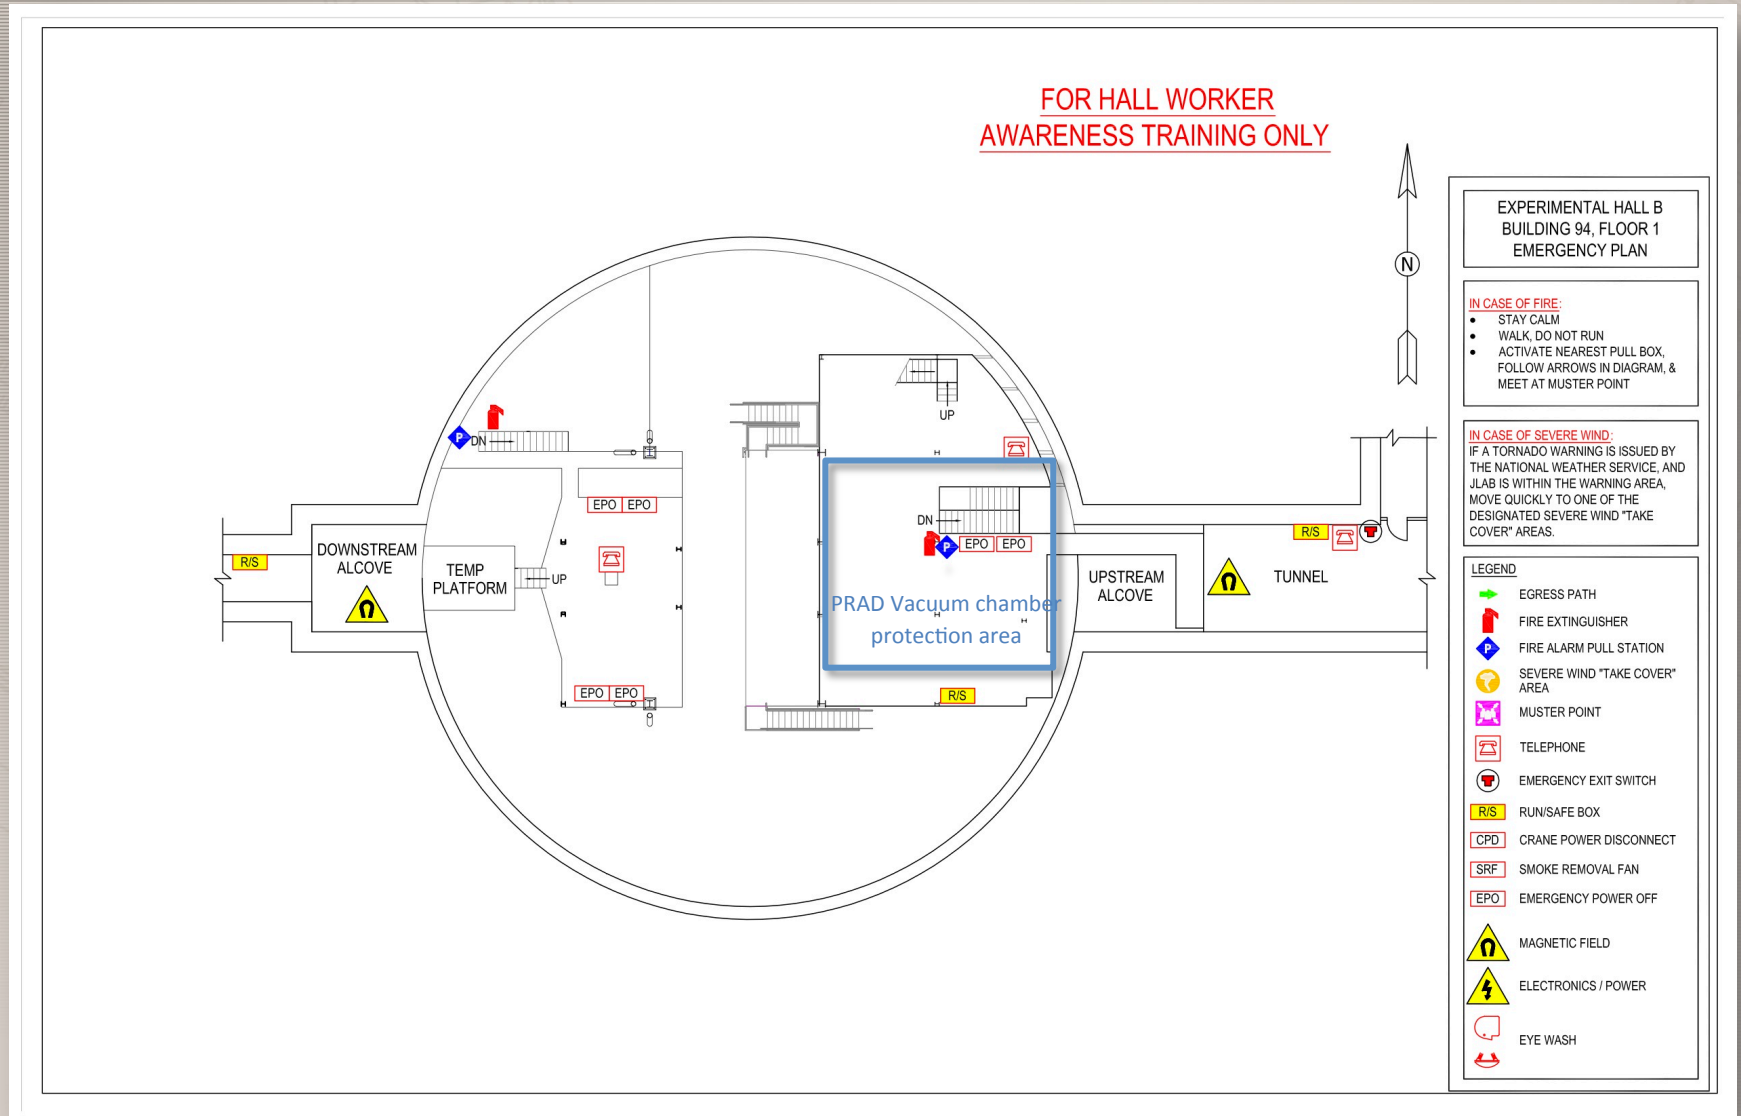 FOR HALL WORKER
AWARENESS TRAINING ONLY
N
EXPERIMENTAL HALL B
BUILDING 94, FLOOR 1
EMERGENCY PLAN
IN CASE OF FIRE:
• STAY CALM
• WALK, DO NOT RUN
• ACTIVATE NEAREST PULL BOX,
FOLLOW ARROWS IN DIAGRAM, &
MEET AT MUSTER POINT
IN CASE OF SEVERE WIND:
IF A TORNADO WARNING IS ISSUED BY
THE NATIONAL WEATHER SERVICE, AND
JLAB IS WITHIN THE WARNING AREA,
MOVE QUICKLY TO ONE OF THE
DESIGNATED SEVERE WIND "TAKE
COVER" AREAS.
LEGEND
EGRESS PATH
FIRE EXTINGUISHER
P FIRE ALARM PULL STATION
SEVERE WIND "TAKE COVER"
AREA
MUSTER POINT
TELEPHONE
EMERGENCY EXIT SWITCH
R/S RUN/SAFE BOX
CPD CRANE POWER DISCONNECT
SRF SMOKE REMOVAL FAN
EPO EMERGENCY POWER OFF
MAGNETIC FIELD
ELECTRONICS / POWER
EYE WASH
UP
P DN
EPO EPO
DN
P EPO EPO
R/S
R/S
DOWNSTREAM
ALCOVE
TEMP
PLATFORM
UP
UPSTREAM
ALCOVE
TUNNEL
PRAD Vacuum chamber
protection area
EPO EPO
R/S